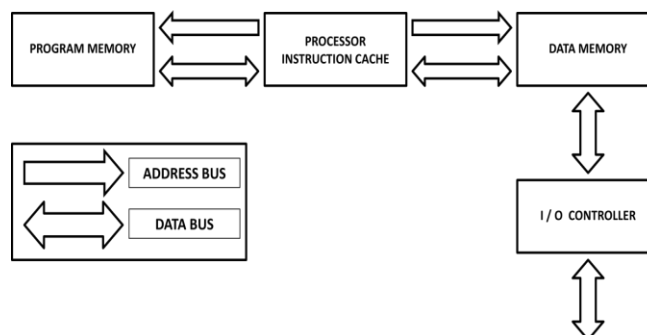 PROGRAM MEMORY
PROCESSOR
INSTRUCTION CACHE
DATA MEMORY
ADDRESS BUS
DATA BUS
I / O CONTROLLER